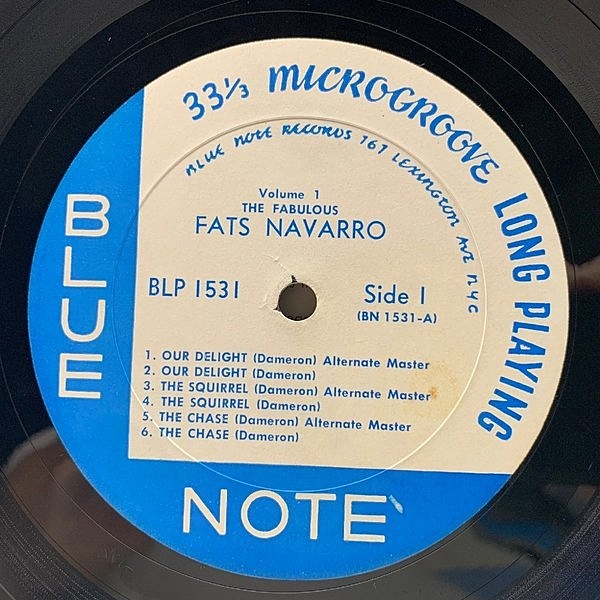 33⅓ MICROGROOVE LONG PLAYING
BLUE NOTE RECORDS 767 LEXINGTON AVE NYC
Volume 1
THE FABULOUS
FATS NAVARRO
BLP 1531
Side 1
(BN 1531-A)
1. OUR DELIGHT (Dameron) Alternate Master
2. OUR DELIGHT (Dameron)
3. THE SQUIRREL (Dameron) Alternate Master
4. THE SQUIRREL (Dameron)
5. THE CHASE (Dameron) Alternate Master
6. THE CHASE (Dameron)
BLUE
NOTE